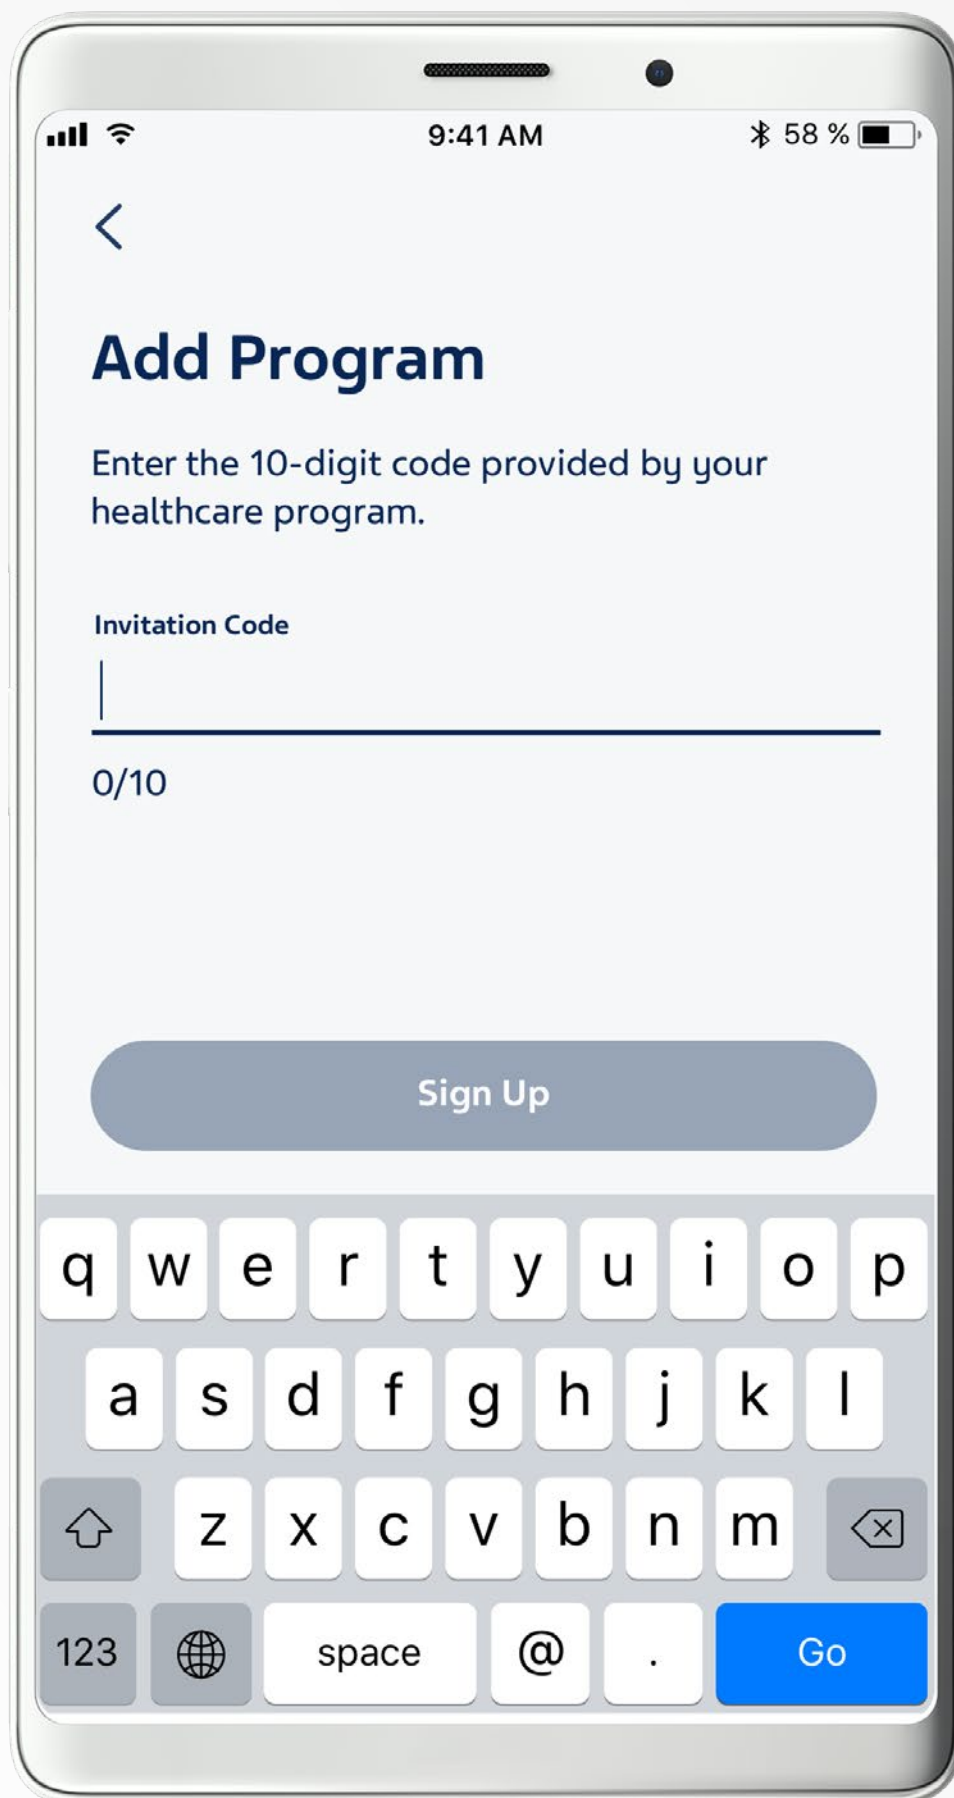 9:41 AM 58 %
Add Program
Enter the 10-digit code provided by your
healthcare program.
Invitation Code
0/10
Sign Up
q w e r t y u i o p
a s d f g h j k l
z x c v b n m
123 space @ . Go